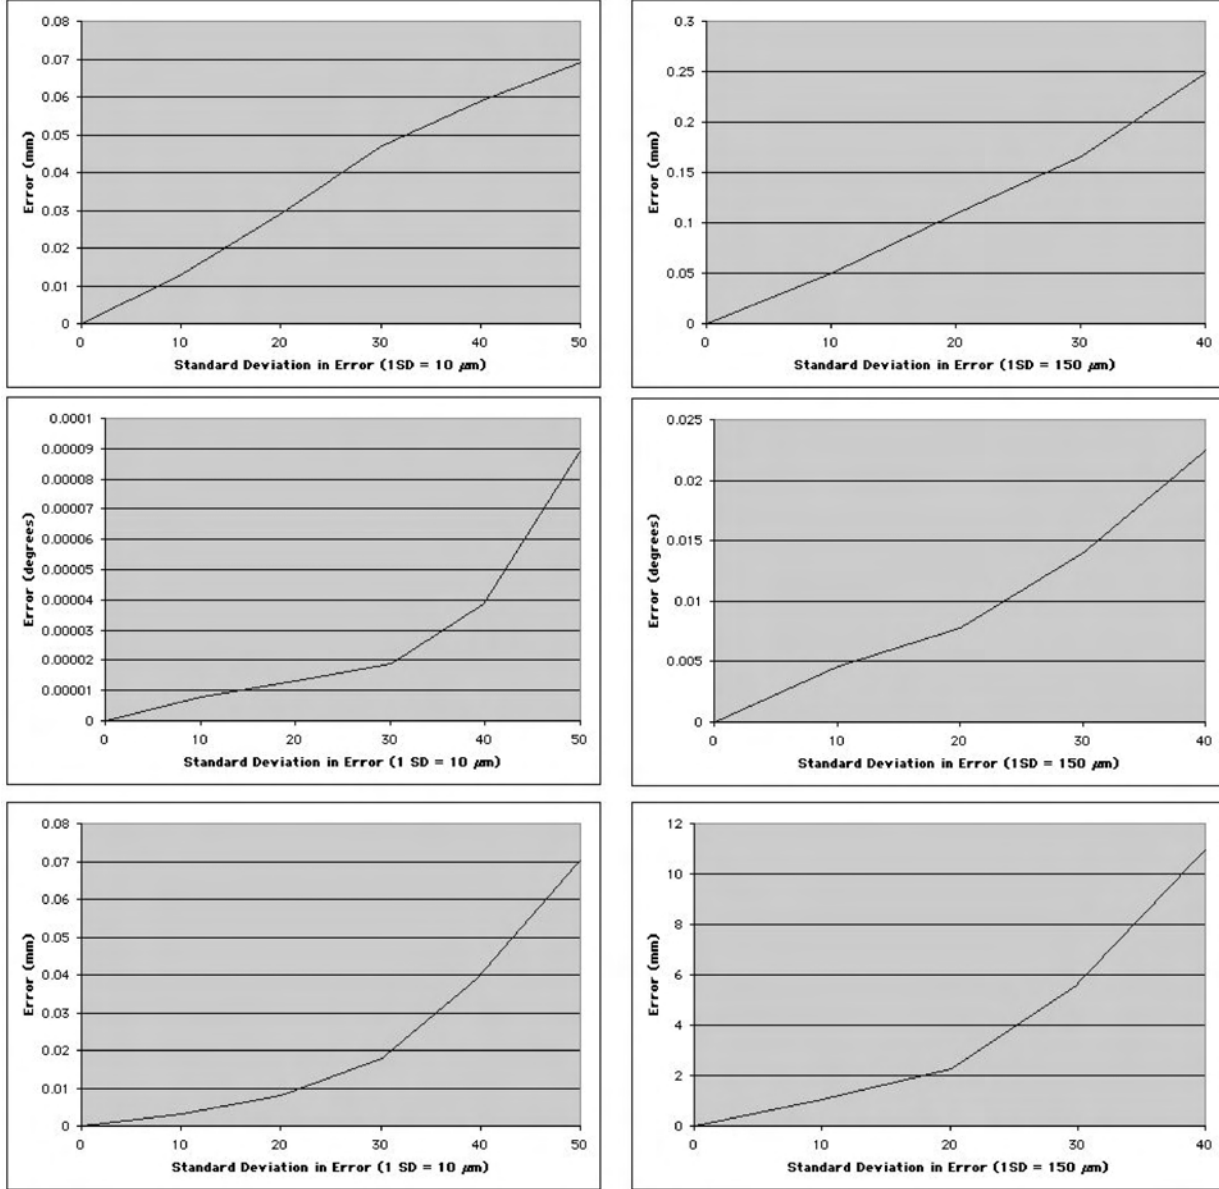 0.08
0.07
0.06
0.05
0.04
0.03
0.02
0.01
0
Error (mm)
0 10 20 30 40 50
Standard Deviation in Error (1SD = 10 μm)
0.3
0.25
0.2
0.15
0.1
0.05
0
Error (mm)
0 10 20 30 40
Standard Deviation in Error (1SD = 150 μm)
0.0001
0.00009
0.00008
0.00007
0.00006
0.00005
0.00004
0.00003
0.00002
0.00001
0
Error (degrees)
0 10 20 30 40 50
Standard Deviation in Error (1 SD = 10 μm)
0.025
0.02
0.015
0.01
0.005
0
Error (degrees)
0 10 20 30 40
Standard Deviation in Error (1SD = 150 μm)
0.08
0.07
0.06
0.05
0.04
0.03
0.02
0.01
0
Error (mm)
0 10 20 30 40 50
Standard Deviation in Error (1 SD = 10 μm)
12
10
8
6
4
2
0
Error (mm)
0 10 20 30 40
Standard Deviation in Error (1SD = 150 μm)